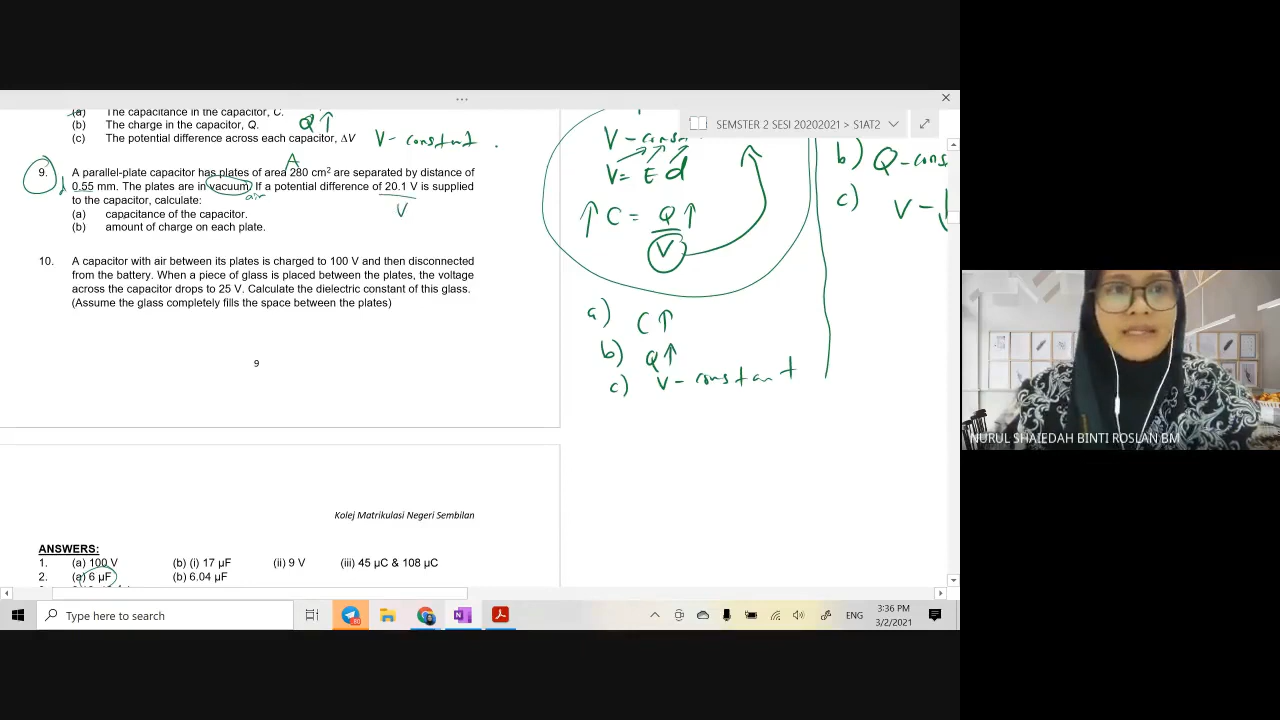 (a) The capacitance in the capacitor, C.
(b) The charge in the capacitor, Q. Q↑
(c) The potential difference across each capacitor, ΔV V - constant.
A
9. A parallel-plate capacitor has plates of area 280 cm² are separated by distance of
d 0.55 mm. The plates are in vacuum. If a potential difference of 20.1 V is supplied
air
to the capacitor, calculate: V
(a) capacitance of the capacitor.
(b) amount of charge on each plate.
10. A capacitor with air between its plates is charged to 100 V and then disconnected
from the battery. When a piece of glass is placed between the plates, the voltage
across the capacitor drops to 25 V. Calculate the dielectric constant of this glass.
(Assume the glass completely fills the space between the plates)
9
Kolej Matrikulasi Negeri Sembilan
ANSWERS:
1. (a) 100 V (b) (i) 17 µF (ii) 9 V (iii) 45 µC & 108 µC
2. (a) 6 µF (b) 6.04 µF
SEMSTER 2 SESI 20202021 > S1AT2
V - cons
V = Ed
↑ C = Q ↑
V
a) C↑
b) Q↑
c) V - constant
b) Q - cons
c) V - ↓
NURUL SHAIEDAH BINTI ROSLAN BM
Type here to search
ENG
3:36 PM
3/2/2021